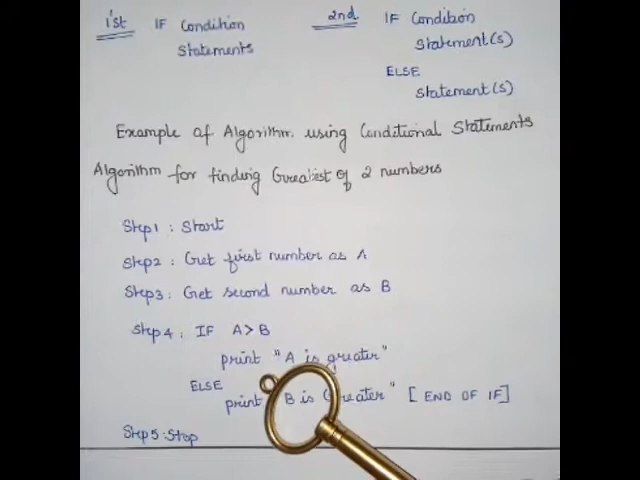 1'st IF Condition
Statements
2nd IF Condition
Statement(s)
ELSE
Statement(s)
Example of Algorithm using Conditional Statements
Algorithm for finding Greatest of 2 numbers
Step1 : Start
Step2 : Get first number as A
Step3 : Get second number as B
Step4 : IF A>B
print "A is greater"
ELSE
print B is Greater" [END OF IF]
Step5 : Stop